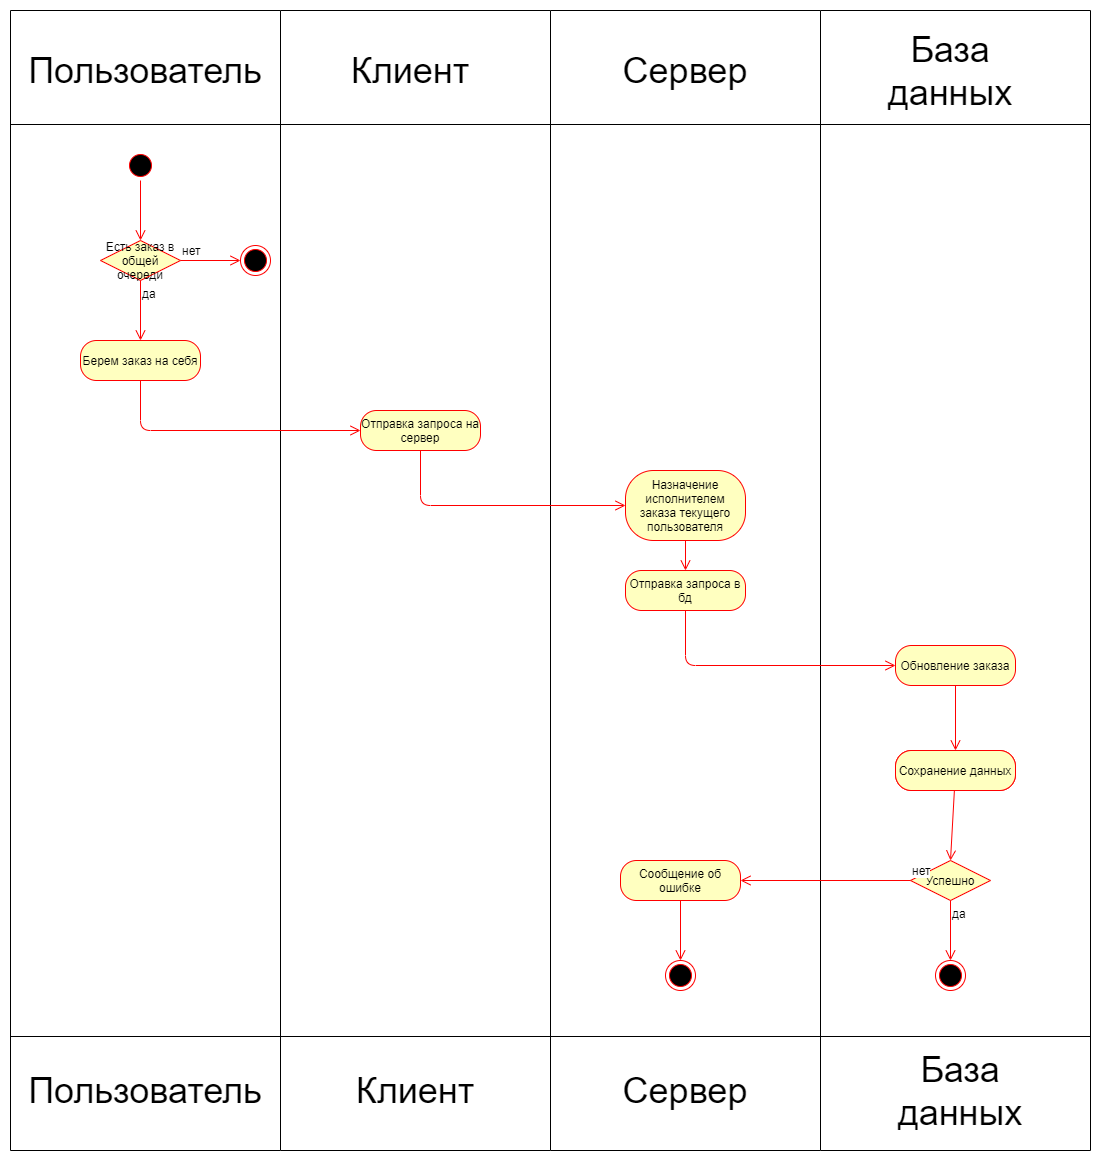 Пользователь
Клиент
Сервер
База
данных
Есть заказ в
общей
очереди
нет
да
Берем заказ на себя
Отправка запроса на
сервер
Назначение
исполнителем
заказа текущего
пользователя
Отправка запроса в
бд
Обновление заказа
Сохранение данных
Сообщение об
ошибке
нет
Успешно
да
Пользователь
Клиент
Сервер
База
данных